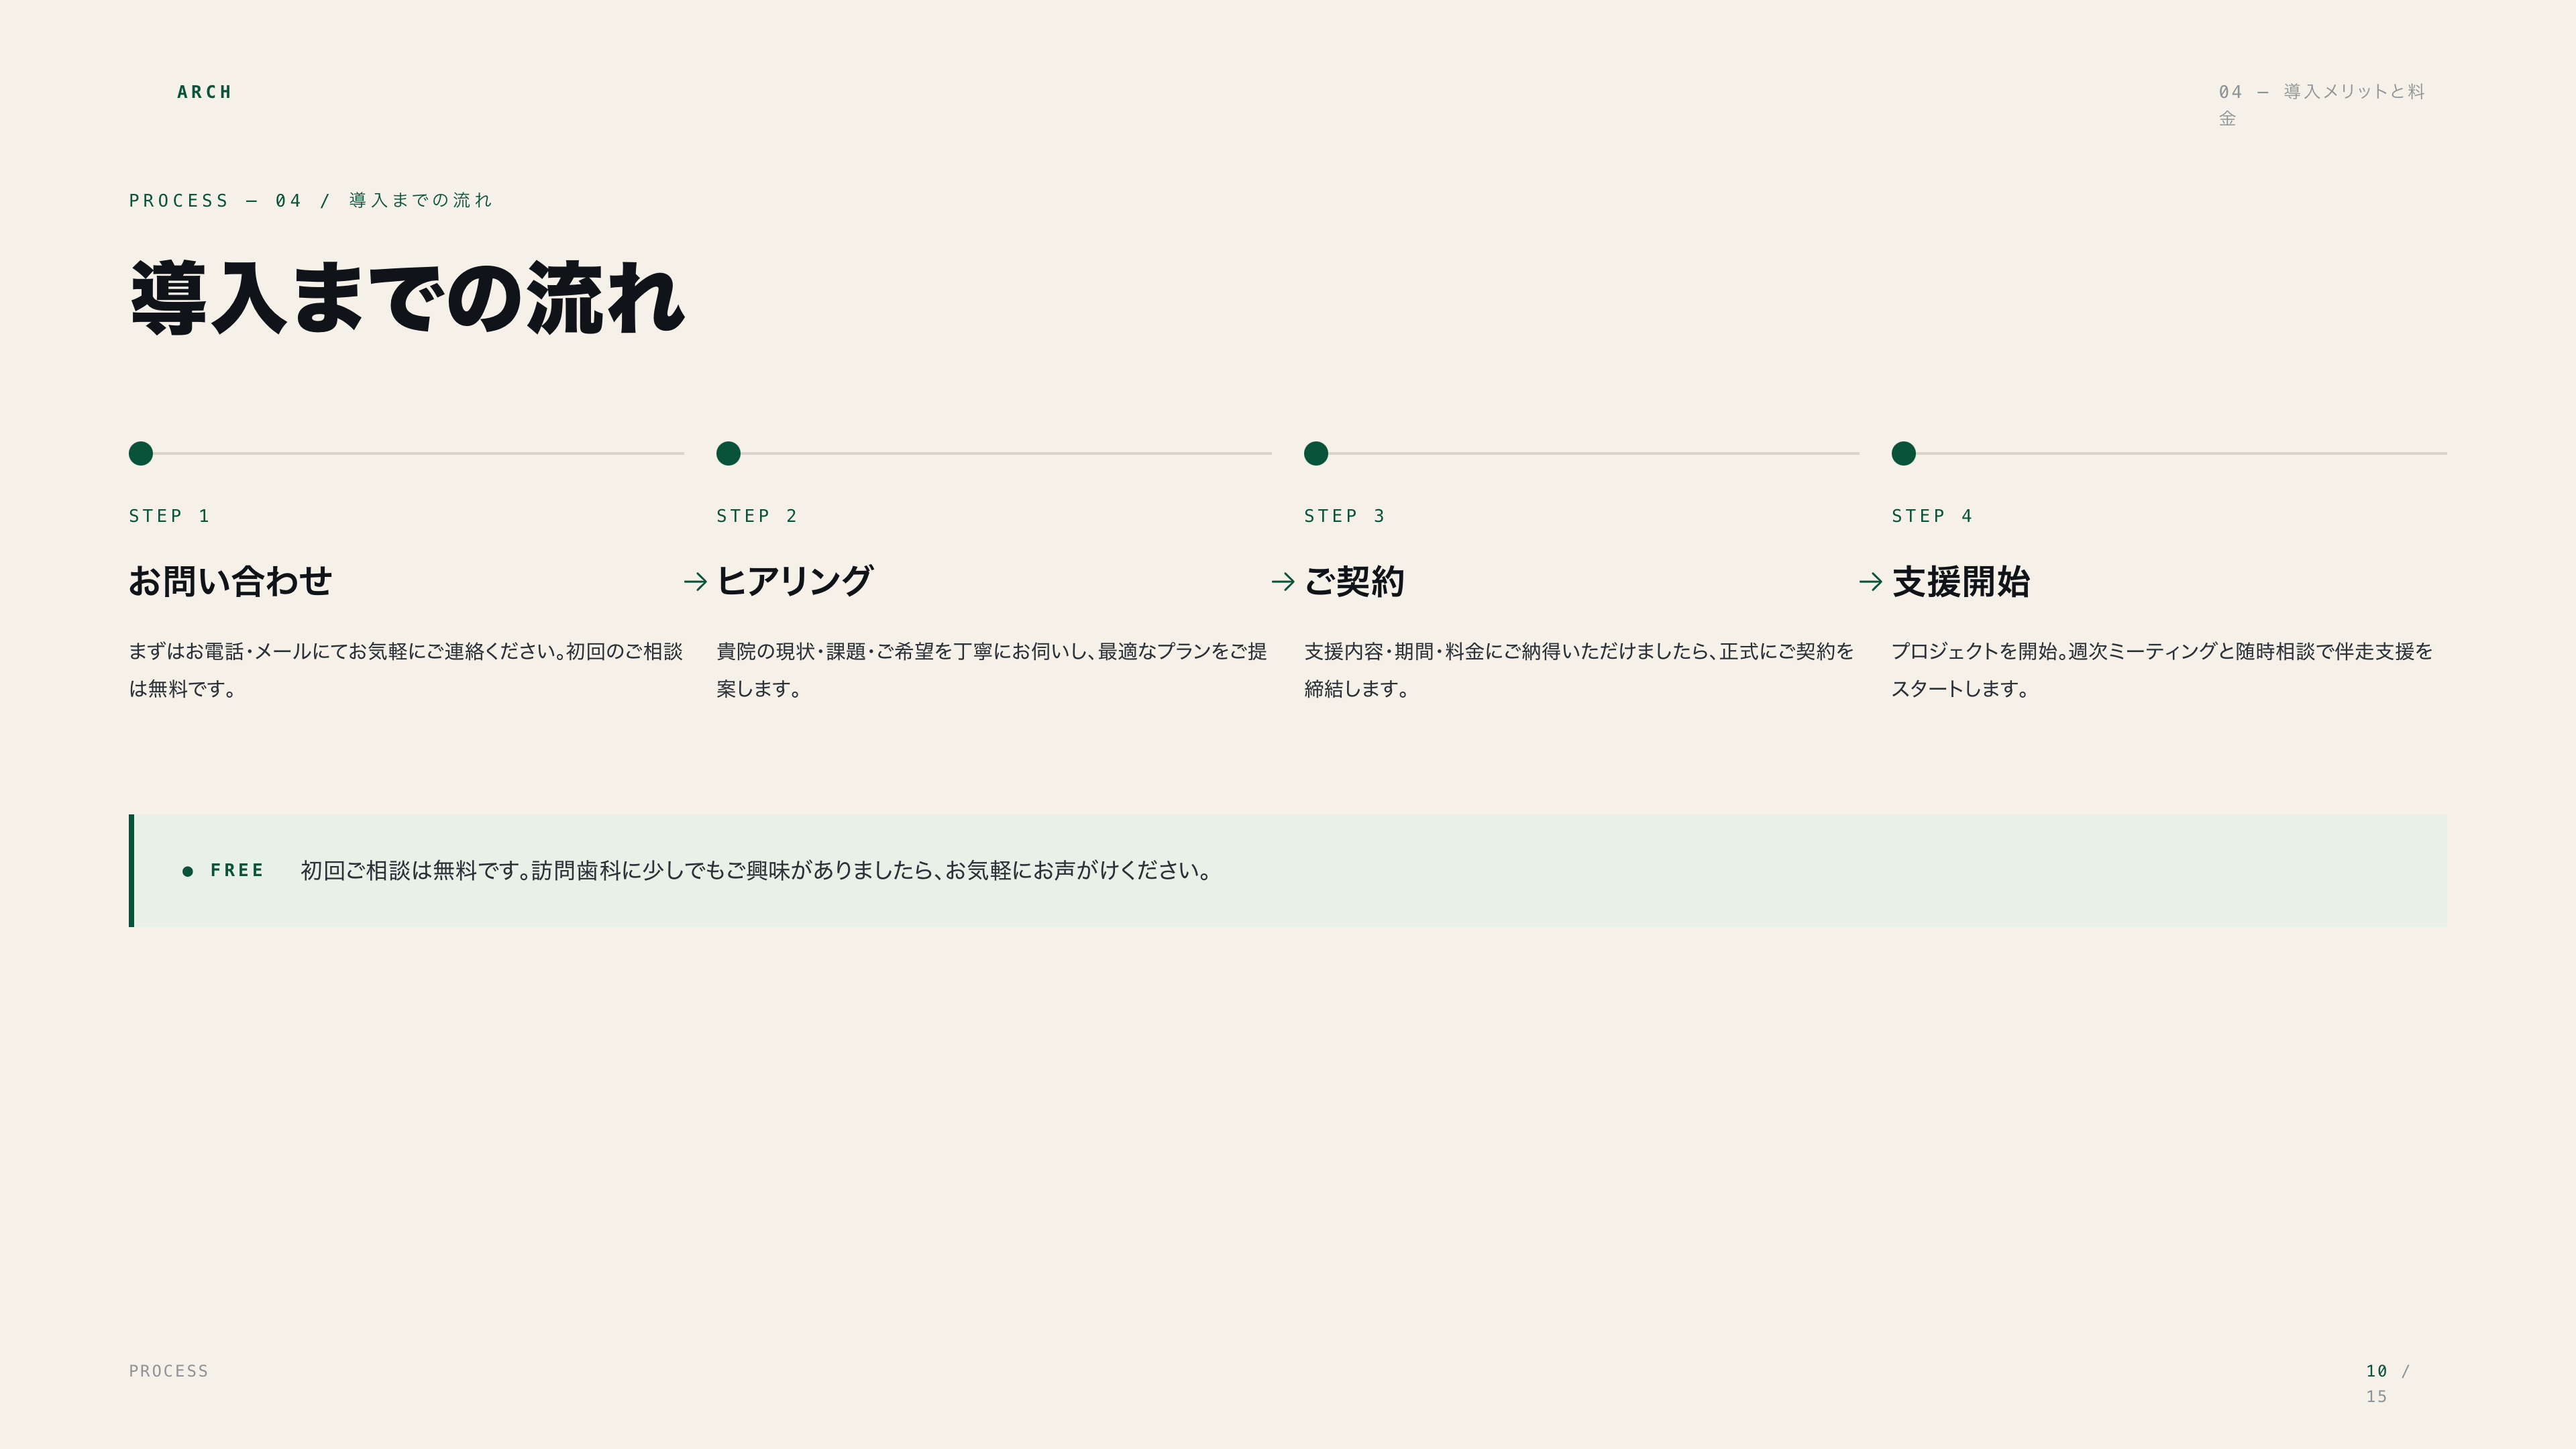 ARCH
04 — 導入メリットと料
金
PROCESS — 04 / 導入までの流れ
導入までの流れ
STEP 1
お問い合わせ
まずはお電話・メールにてお気軽にご連絡ください。初回のご相談
は無料です。
→
STEP 2
ヒアリング
貴院の現状・課題・ご希望を丁寧にお伺いし、最適なプランをご提
案します。
→
STEP 3
ご契約
支援内容・期間・料金にご納得いただけましたら、正式にご契約を
締結します。
→
STEP 4
支援開始
プロジェクトを開始。週次ミーティングと随時相談で伴走支援を
スタートします。
● FREE 初回ご相談は無料です。訪問歯科に少しでもご興味がありましたら、お気軽にお声がけください。
PROCESS
10 /
15